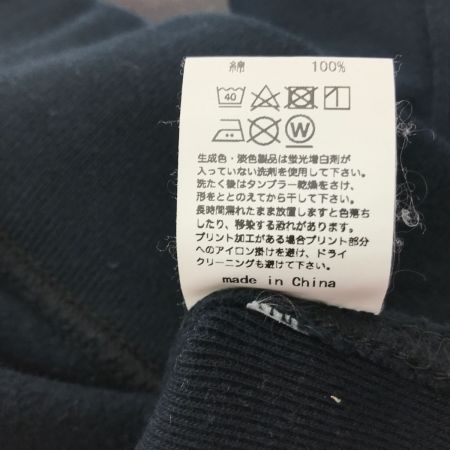 綿 100%
40
W
生成色・淡色製品は蛍光増白剤が
入っていない洗剤を使用して下さい。
洗たく後はタンブラー乾燥をさけ、
形をととのえてから干して下さい。
長時間濡れたまま放置しますと色落ち
したり、移染する恐れがあります。
プリント加工がある場合プリント部分
へのアイロン掛けを避け、ドライ
クリーニングも避けて下さい。
made in China